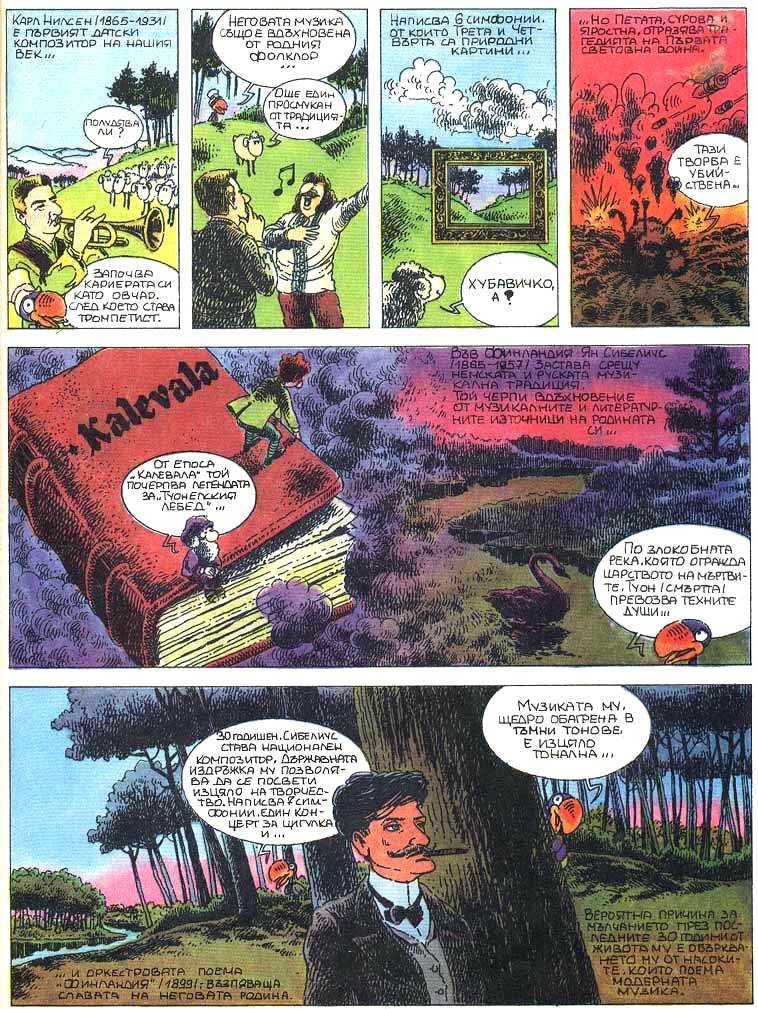 КАРЛ НИЛСЕН /1865-1931/
Е ПЪРВИЯТ ДАТСКИ
КОМПОЗИТОР НА НАШИЯ
ВЕК...
ПОЛУДЯВА
ЛИ?
ЗАПОЧВА
КАРИЕРАТА СИ
КАТО ОВЧАР,
СЛЕД КОЕТО СТАВА
ТРОМПЕТИСТ.
НЕГОВАТА МУЗИКА
СЪЩО Е ВДЪХНОВЕНА
ОТ РОДНИЯ
ФОЛКЛОР
...
ОЩЕ ЕДИН
ПРОСМУКАН
ОТ ТРАДИЦИЯ-
ТА...
НАПИСВА 6 СИМФОНИИ,
ОТ КОИТО ТРЕТА И ЧЕТ-
ВЪРТА СА ПРИРОДНИ
КАРТИНИ...
ХУБАВИЧКО,
А?
...НО ПЕТАТА, СУРОВА И
ЯРОСТНА, ОТРАЗЯВА ТРА-
ГЕДИЯТА НА ПЪРВАТА
СВЕТОВНА ВОЙНА.
ТАЗИ
ТВОРБА Е
УБИЙ-
СТВЕНА...
Kalevala
ВЪВ ФИНЛАНДИЯ ЯН СИБЕЛИУС
/1865-1957/ ЗАСТАВА СРЕЩУ
НЕМСКАТА И РУСКАТА МУЗИ-
КАЛНА ТРАДИЦИЯ.
ТОЙ ЧЕРПИ ВДЪХНОВЕНИЕ
ОТ МУЗИКАЛНИТЕ И ЛИТЕРАТУР-
НИТЕ ИЗТОЧНИЦИ НА РОДИНАТА
СИ...
ОТ ЕПОСА
„КАЛЕВАЛА“ ТОЙ
ПОЧЕРПВА ЛЕГЕНДАТА
ЗА „ТУОНЕЛСКИЯ
ЛЕБЕД“...
ПО ЗЛОКОБНАТА
РЕКА, КОЯТО ОГРАЖДА
ЦАРСТВОТО НА МЪРТВИ-
ТЕ, ТУОН /СМЪРТТА/
ПРЕВОЗВА ТЕХНИТЕ
ДУШИ...
30 ГОДИШЕН, СИБЕЛИУС
СТАВА НАЦИОНАЛЕН
КОМПОЗИТОР. ДЪРЖАВНАТА
ИЗДРЪЖКА МУ ПОЗВОЛЯ-
ВА ДА СЕ ПОСВЕТИ
ИЗЦЯЛО НА ТВОРЧЕС-
ТВО. НАПИСВА СИМ-
ФОНИИ, ЕДИН КОН-
ЦЕРТ ЗА ЦИГУЛКА
И...
МУЗИКАТА МУ,
ЩЕДРО ОБАГРЕНА В
ТЪМНИ ТОНОВЕ,
Е ИЗЦЯЛО
ТОНАЛНА...
... И ОРКЕСТРОВАТА ПОЕМА
„ФИНЛАНДИЯ“ /1899/; ВЪЗПЯВАЩА
СЛАВАТА НА НЕГОВАТА РОДИНА.
ВЕРОЯТНА ПРИЧИНА ЗА
МЪЛЧАНИЕТО ПРЕЗ ПОС-
ЛЕДНИТЕ 30 ГОДИНИ ОТ
ЖИВОТА МУ Е ОБЪРКВА-
НЕТО МУ ОТ НАСОКИ-
ТЕ, КОИТО ПОЕМА
МОДЕРНАТА
МУЗИКА.